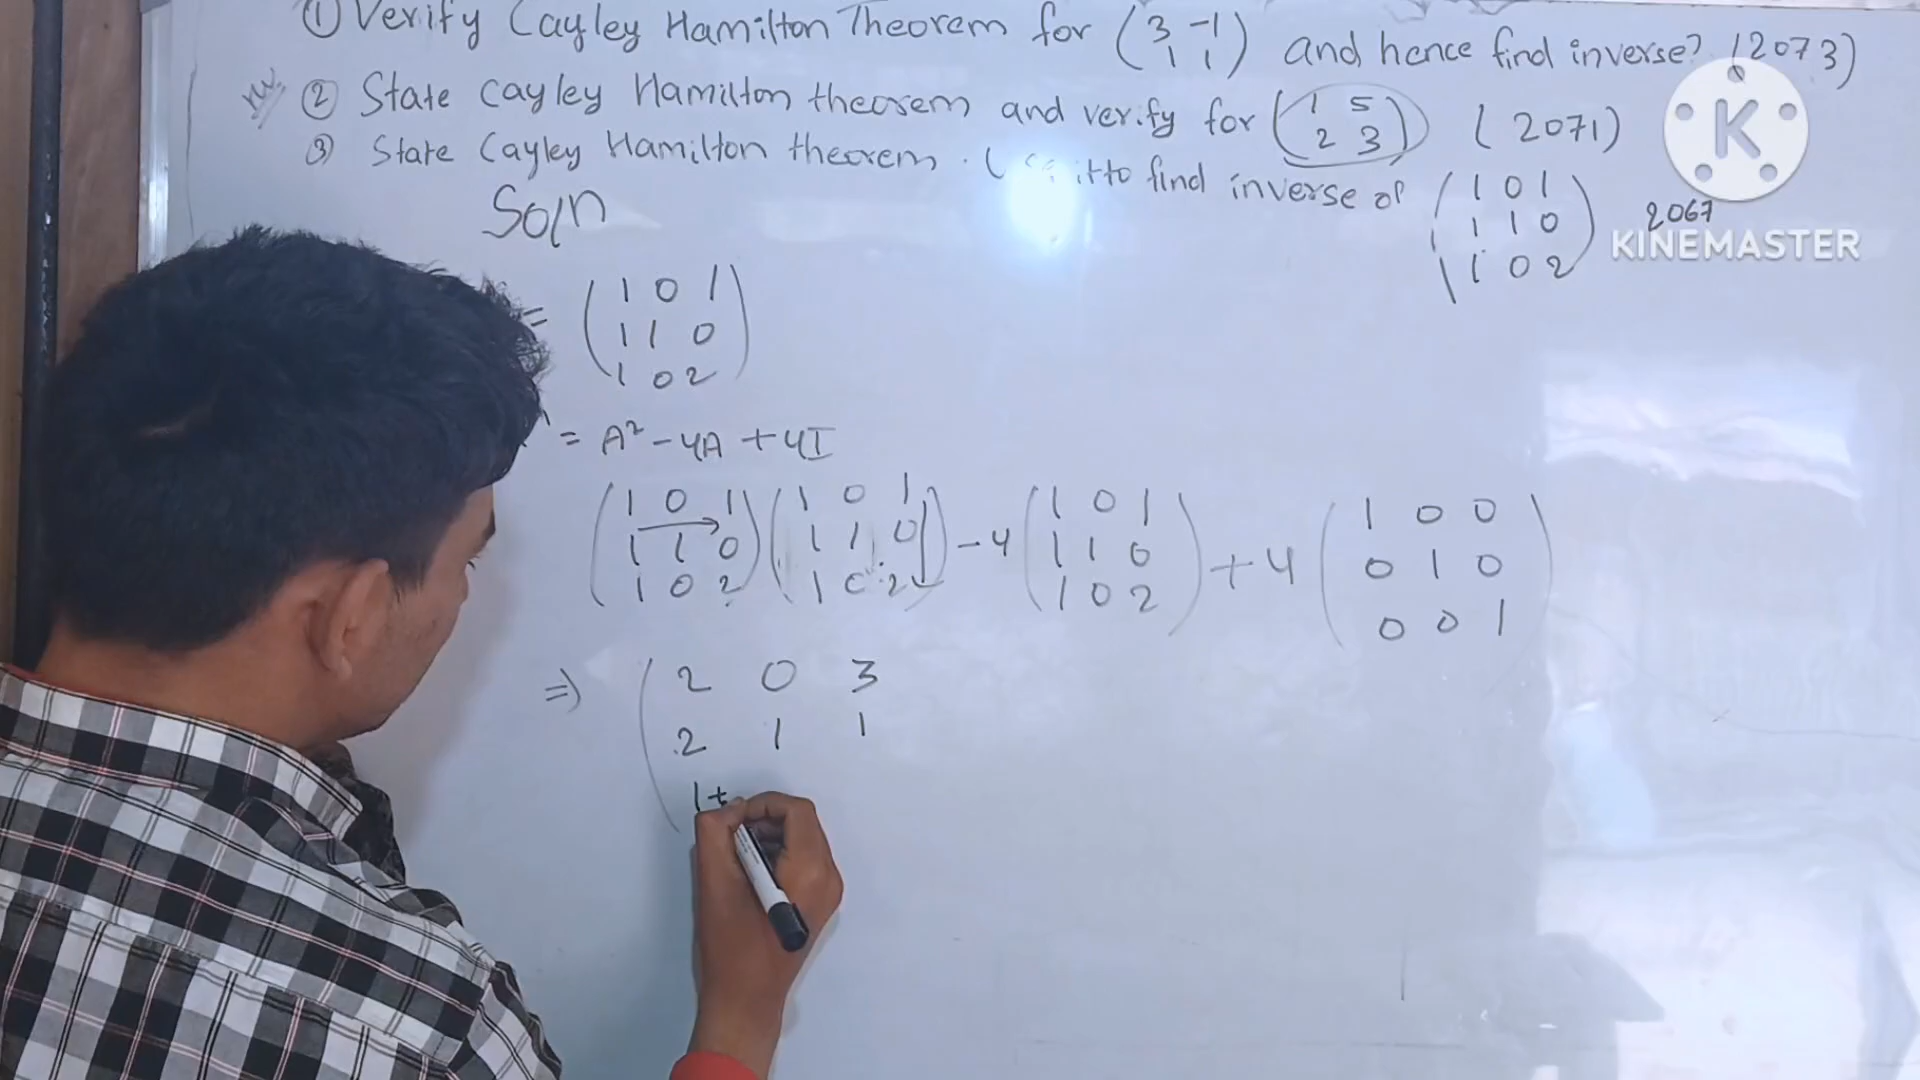 ① Verify Cayley Hamilton Theorem for (3 -1
1 1) and hence find inverse? (2073)
② State Cayley Hamilton theorem and verify for (1 5
2 3) (2071)
③ State Cayley Hamilton theorem. it to find inverse of
(1 0 1
1 1 0
1 0 2)
2067
K
KINEMASTER
Soln
= (1 0 1
1 1 0
1 0 2)
= A² - 4A + 4I
(1 0 1
1 1 0
1 0 2) (1 0 1
1 1 0
1 0 2) - 4 (1 0 1
1 1 0
1 0 2) + 4 (1 0 0
0 1 0
0 0 1)
⇒ (2 0 3
2 1 1
1+